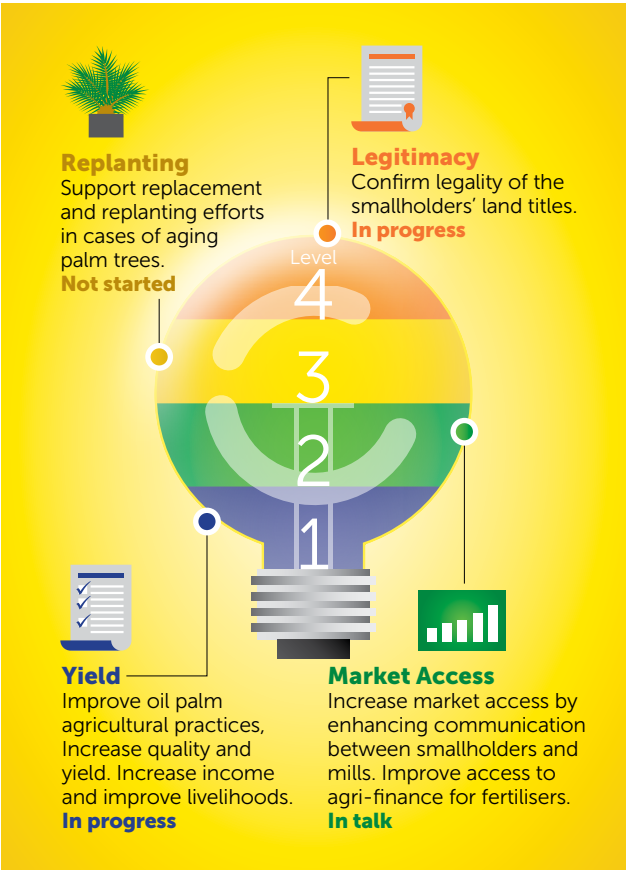 Replanting
Support replacement
and replanting efforts
in cases of aging
palm trees.
Not started
Legitimacy
Confirm legality of the
smallholders’ land titles.
In progress
Level
4
3
2
1
Yield
Improve oil palm
agricultural practices,
Increase quality and
yield. Increase income
and improve livelihoods.
In progress
Market Access
Increase market access by
enhancing communication
between smallholders and
mills. Improve access to
agri-finance for fertilisers.
In talk